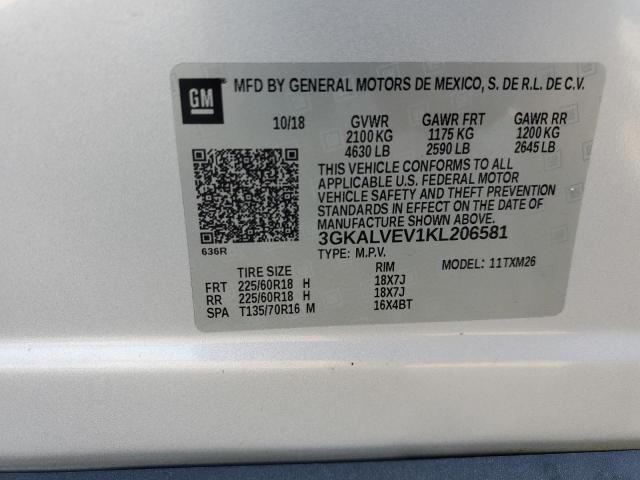 GM
MFD BY GENERAL MOTORS DE MEXICO, S. DE R.L. DE C.V.
10/18 GVWR GAWR FRT GAWR RR
2100 KG 1175 KG 1200 KG
4630 LB 2590 LB 2645 LB
THIS VEHICLE CONFORMS TO ALL
APPLICABLE U.S. FEDERAL MOTOR
VEHICLE SAFETY AND THEFT PREVENTION
STANDARDS IN EFFECT ON THE DATE OF
MANUFACTURE SHOWN ABOVE.
3GKALVEV1KL206581
636R
TYPE: M.P.V.
MODEL: 11TXM26
TIRE SIZE RIM
FRT 225/60R18 H 18X7J
RR 225/60R18 H 18X7J
SPA T135/70R16 M 16X4BT